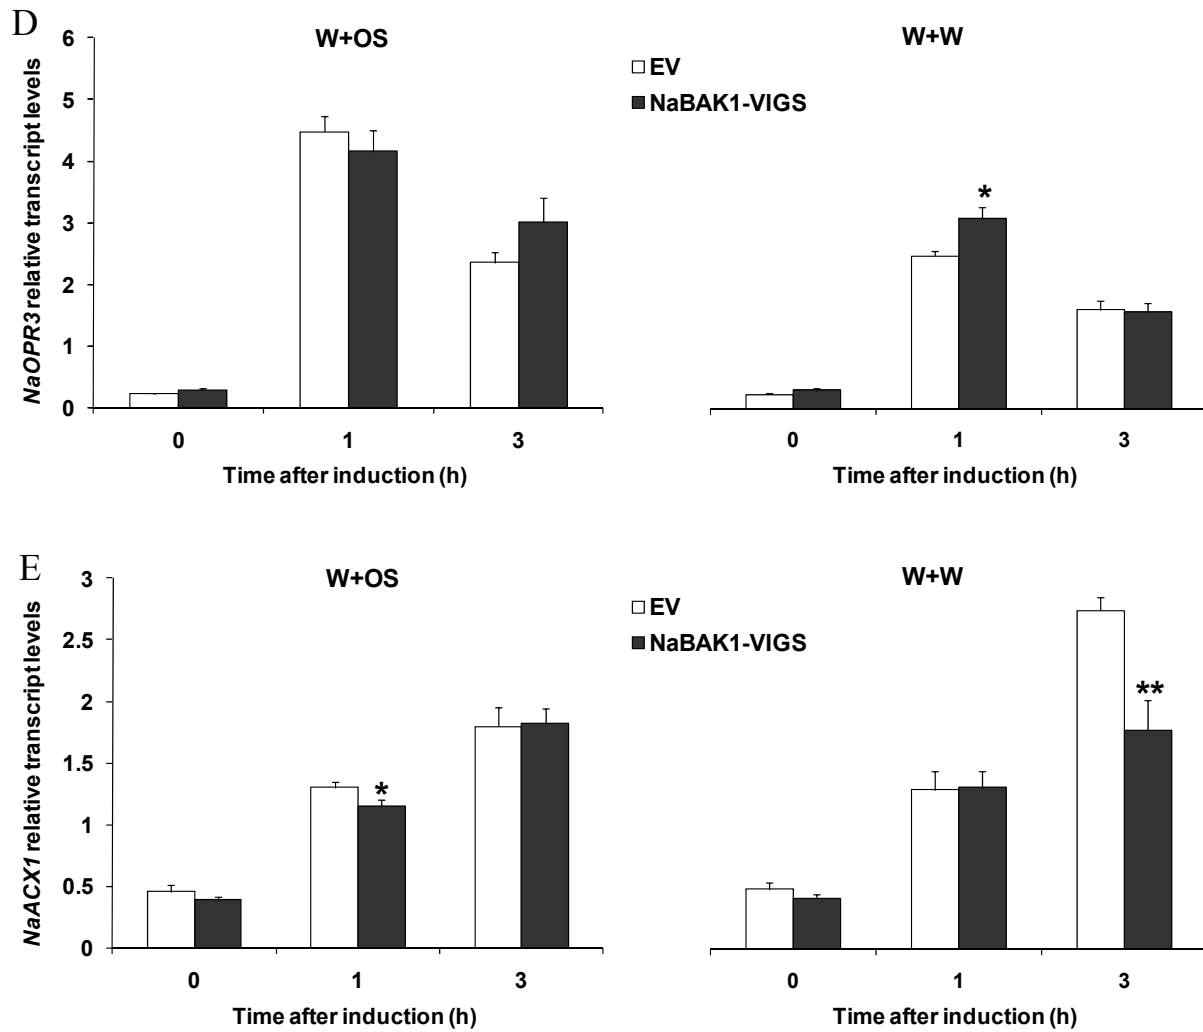 D
W+OS
W+W
EV
NaBAK1-VIGS
NaOPR3 relative transcript levels
6
5
4
3
2
1
0
*
0 1 3
0 1 3
Time after induction (h)
Time after induction (h)
E
W+OS
W+W
EV
NaBAK1-VIGS
NaACX1 relative transcript levels
3
2.5
2
1.5
1
0.5
0
*
**
0 1 3
0 1 3
Time after induction (h)
Time after induction (h)